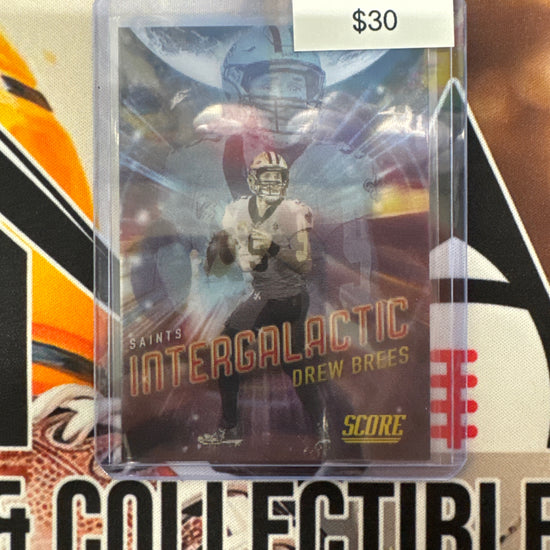 $30
SAINTS
INTERGALACTIC
DREW BREES
SCORE
& COLLECTIBLE